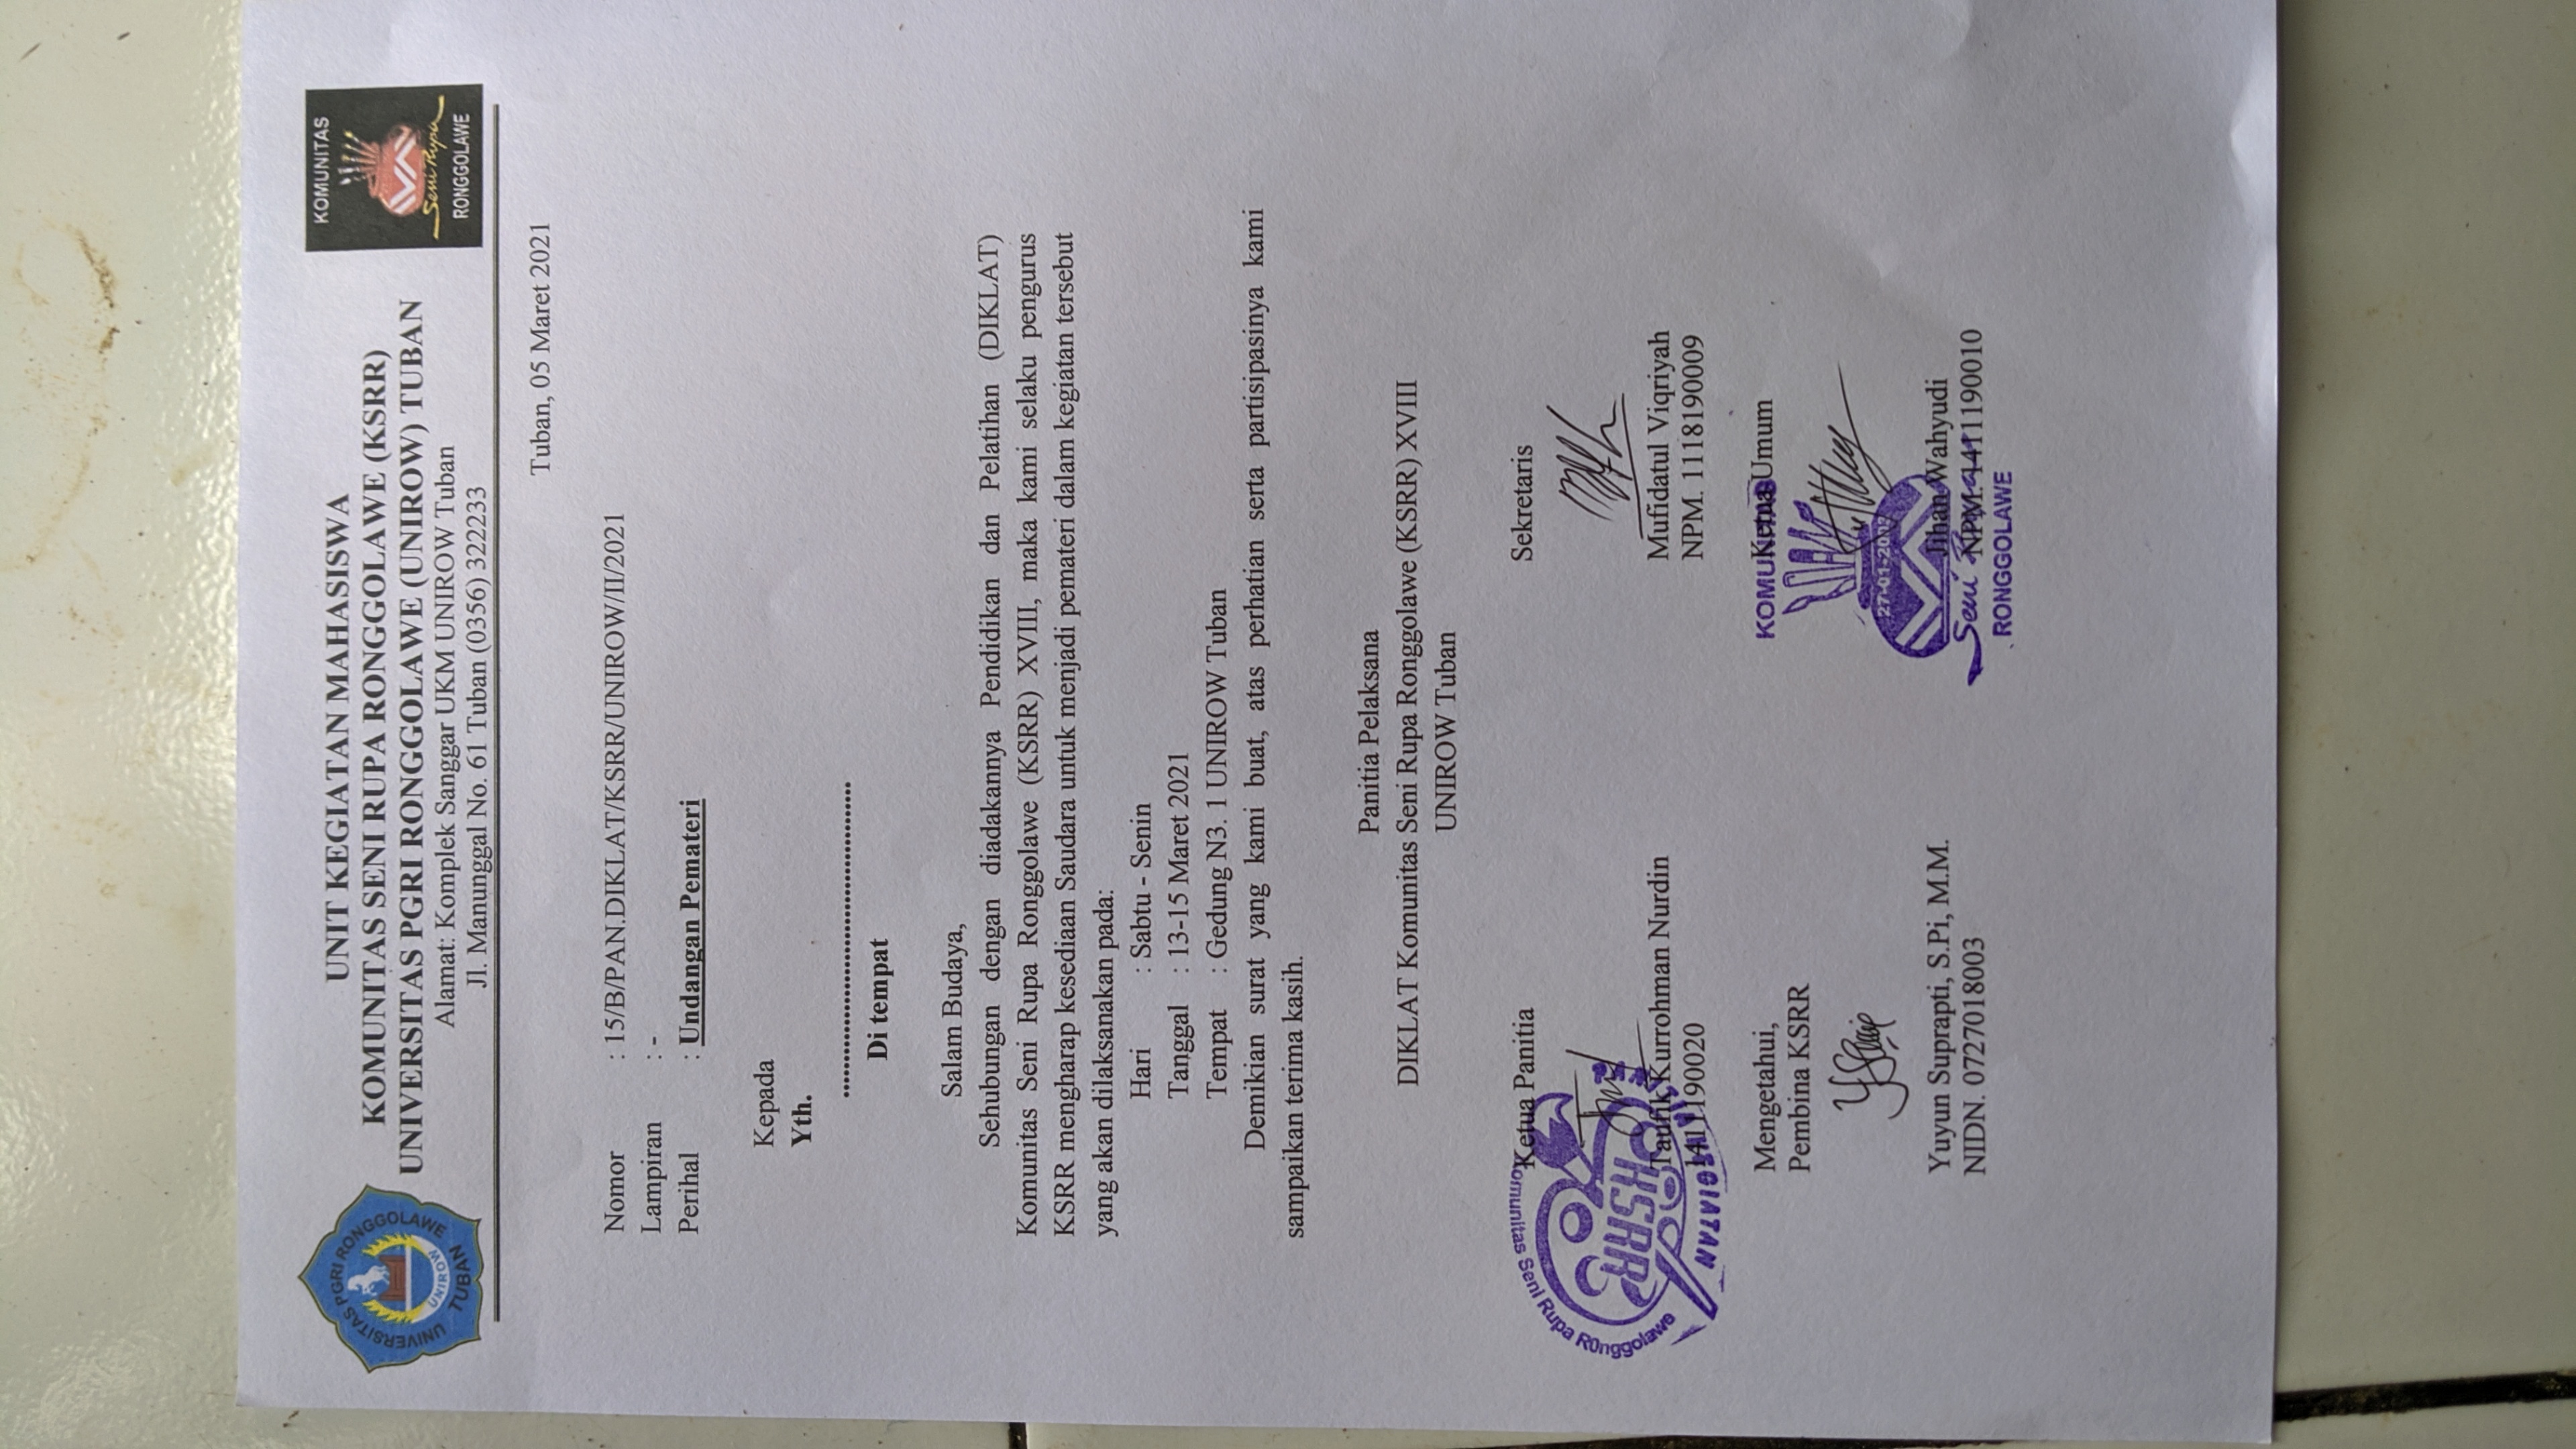 UNIT KEGIATAN MAHASISWA
KOMUNITAS SENI RUPA RONGGOLAWE (KSRR)
UNIVERSITAS PGRI RONGGOLAWE (UNIROW) TUBAN
Alamat: Komplek Sanggar UKM UNIROW Tuban
Jl. Manunggal No. 61 Tuban (0356) 322233
UNIVERSITAS PGRI RONGGOLAWE
UNIROW
TUBAN
KOMUNITAS
Seni Rupa
RONGGOLAWE
Tuban, 05 Maret 2021
Nomor : 15/B/PAN.DIKLAT/KSRR/UNIROW/II/2021
Lampiran : -
Perihal : Undangan Pemateri
Kepada
Yth.
Di tempat
Salam Budaya,
Sehubungan dengan diadakannya Pendidikan dan Pelatihan (DIKLAT)
Komunitas Seni Rupa Ronggolawe (KSRR) XVIII, maka kami selaku pengurus
KSRR mengharap kesediaan Saudara untuk menjadi pemateri dalam kegiatan tersebut
yang akan dilaksanakan pada:
Hari : Sabtu - Senin
Tanggal : 13-15 Maret 2021
Tempat : Gedung N3. 1 UNIROW Tuban
Demikian surat yang kami buat, atas perhatian serta partisipasinya kami
sampaikan terima kasih.
Panitia Pelaksana
DIKLAT Komunitas Seni Rupa Ronggolawe (KSRR) XVIII
UNIROW Tuban
Ketua Panitia Sekretaris
Komunitas Seni Rupa R0nggolawe
KSRR
Taufik Kurrohman Nurdin Mufidatul Viqriyah
1411190020 NPM. 1118190009
Mengetahui,
Pembina KSRR Ketua Umum
27-01-2002
Seni
RONGGOLAWE
Yuyun Suprapti, S.Pi, M.M. Jihan Wahyudi
NIDN. 0727018003 NPM. 1411190010